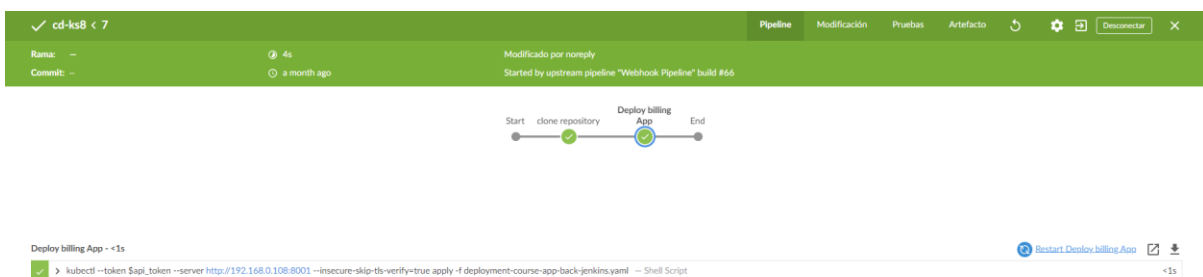 cd-ks8 < 7
Pipeline Modificación Pruebas Artefacto Desconectar
Rama: — 4s Modificado por noreply
Commit: — a month ago Started by upstream pipeline "Webhook Pipeline" build #66
Deploy billing
Start clone repository App End
Deploy billing App - <1s Restart Deploy billing App
> kubectl --token $api_token --server http://192.168.0.108:8001 --insecure-skip-tls-verify=true apply -f deployment-course-app-back-jenkins.yaml — Shell Script <1s